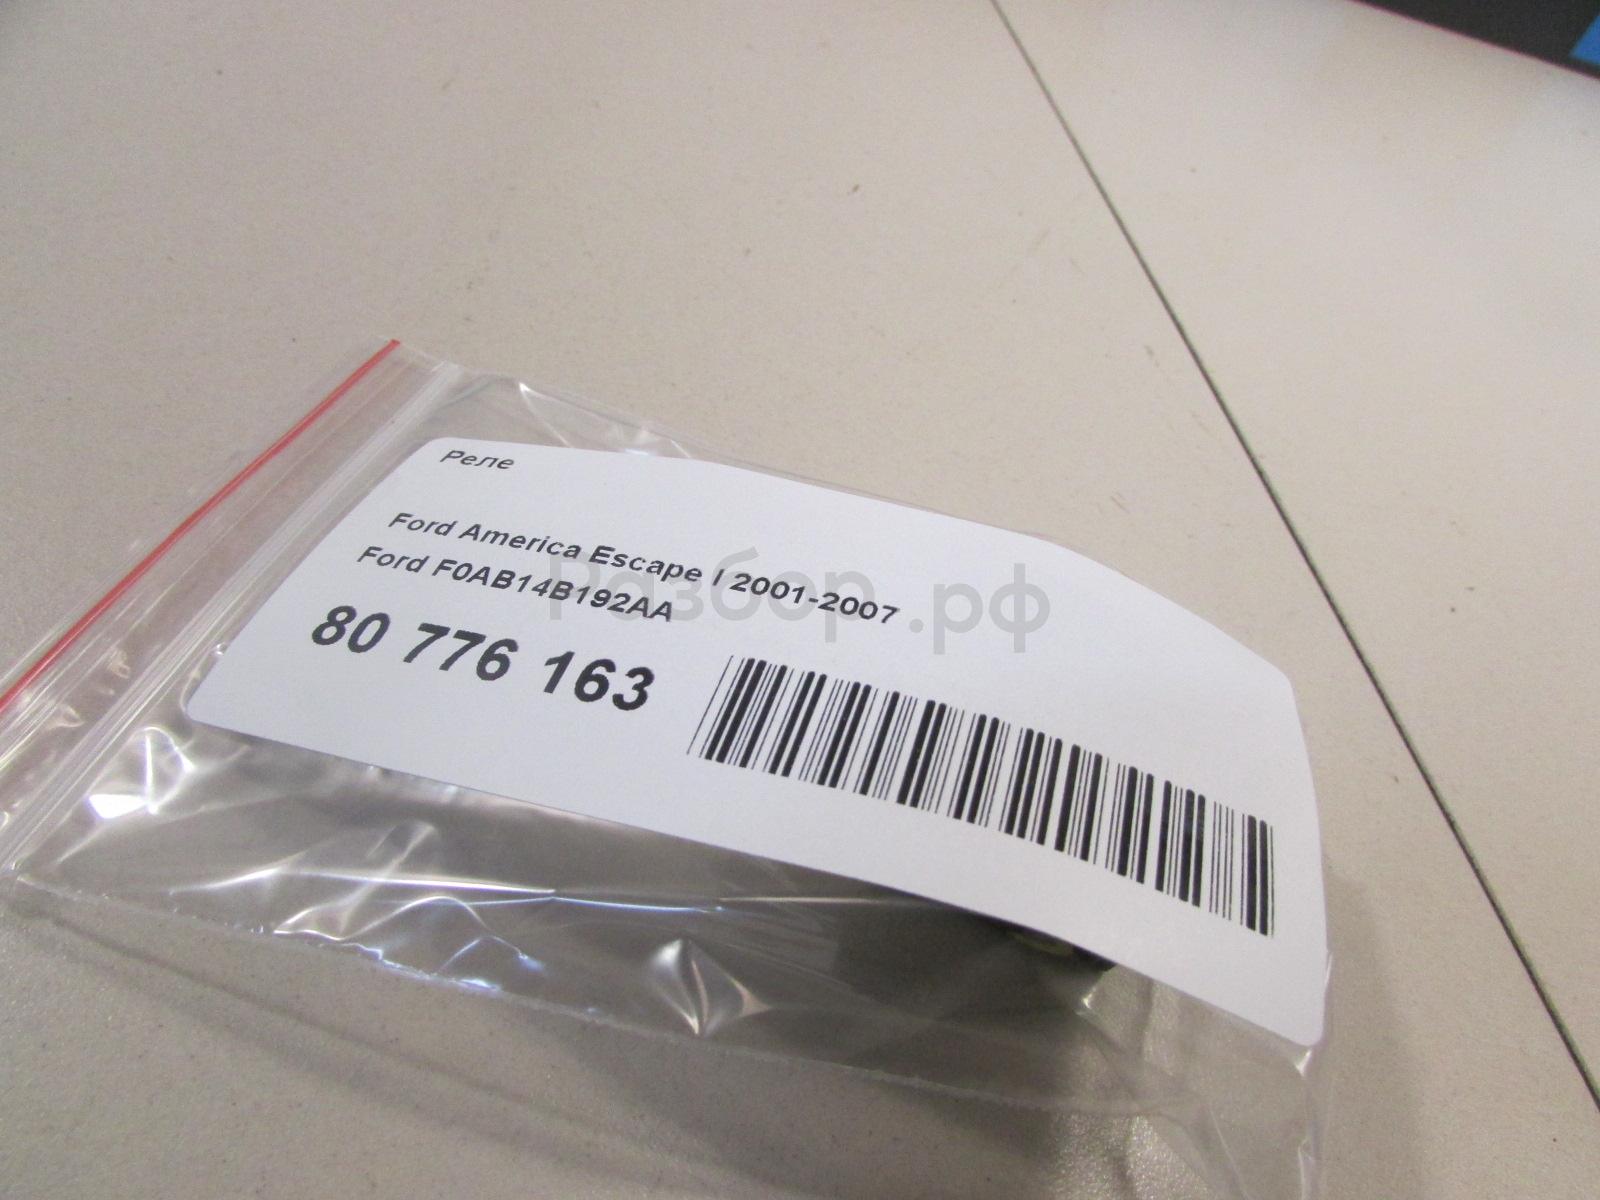 Реле
Ford America Escape I 2001-2007
Ford F0AB14B192AA
80 776 163
Разбор.рф